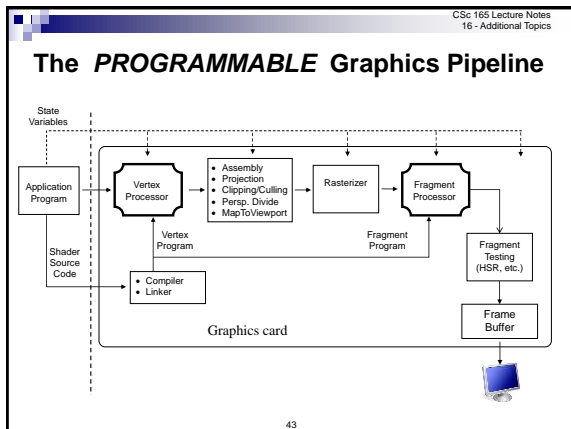 CSc 165 Lecture Notes
16 - Additional Topics
The PROGRAMMABLE Graphics Pipeline
State
Variables
Application
Program
Vertex
Processor
• Assembly
• Projection
• Clipping/Culling
• Persp. Divide
• MapToViewport
Rasterizer
Fragment
Processor
Vertex
Program
Fragment
Program
Shader
Source
Code
• Compiler
• Linker
Fragment
Testing
(HSR, etc.)
Graphics card
Frame
Buffer
43